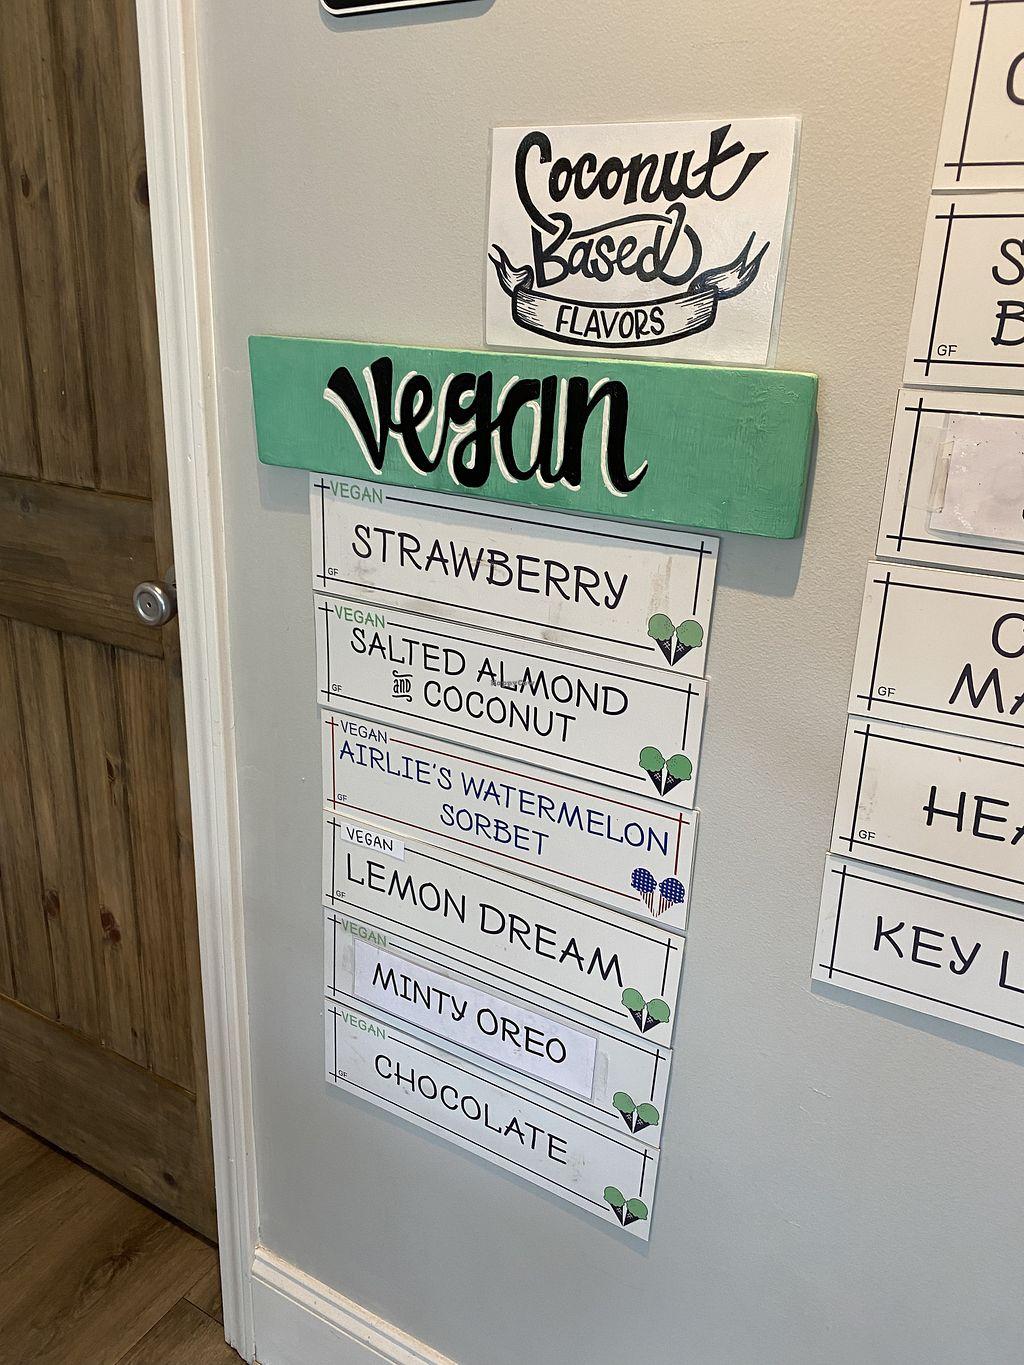 Coconut
Based
FLAVORS
Vegan
VEGAN
STRAWBERRY
GF
VEGAN
SALTED ALMOND
and COCONUT
GF
VEGAN
AIRLIE'S WATERMELON
SORBET
GF
VEGAN
LEMON DREAM
GF
VEGAN
MINTY OREO
VEGAN
CHOCOLATE
GF
GF
GF
GF
KEY